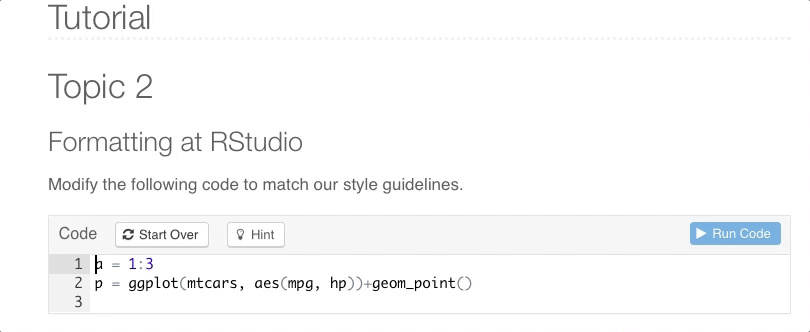 Tutorial
Topic 2
Formatting at RStudio
Modify the following code to match our style guidelines.
Code Start Over Hint Run Code
1 a = 1:3
2 p = ggplot(mtcars, aes(mpg, hp))+geom_point()
3